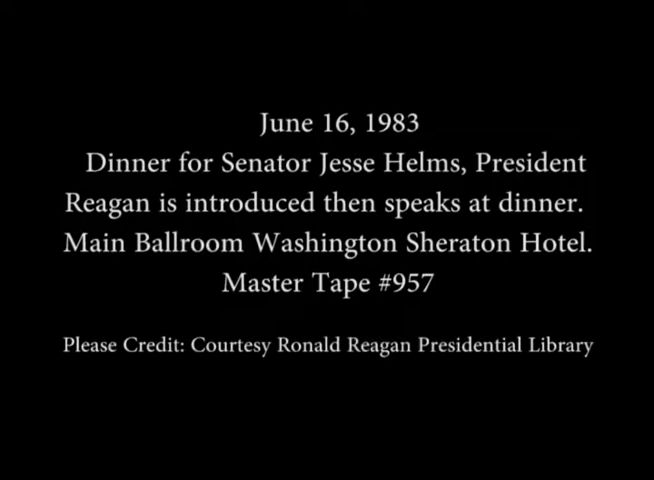 June 16, 1983
Dinner for Senator Jesse Helms, President
Reagan is introduced then speaks at dinner.
Main Ballroom Washington Sheraton Hotel.
Master Tape #957
Please Credit: Courtesy Ronald Reagan Presidential Library